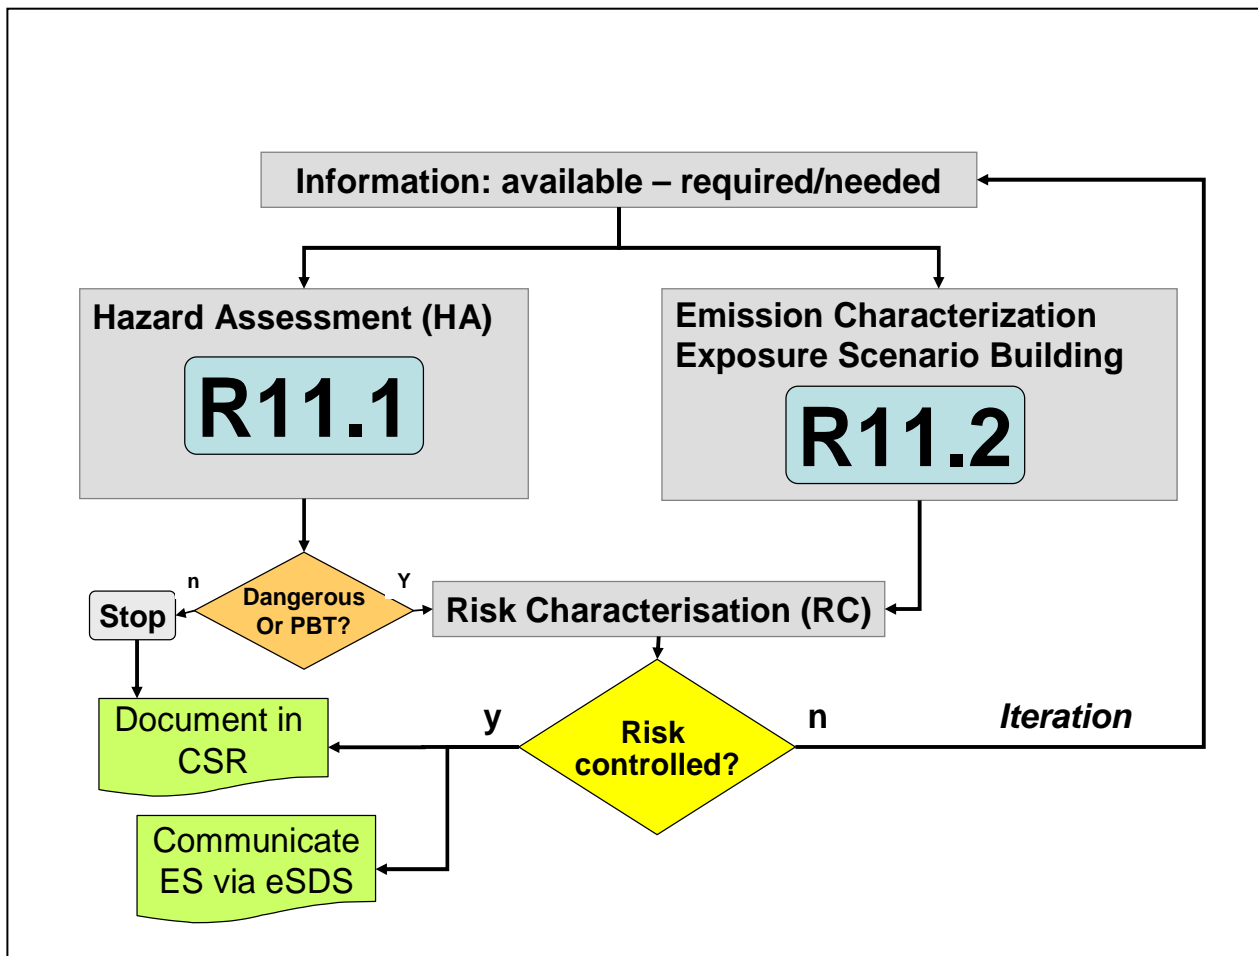 Information: available – required/needed
Hazard Assessment (HA)
R11.1
Emission Characterization
Exposure Scenario Building
R11.2
n
Dangerous
Or PBT?
Y
Stop
Risk Characterisation (RC)
Document in
CSR
y
Risk
controlled?
n
Iteration
Communicate
ES via eSDS